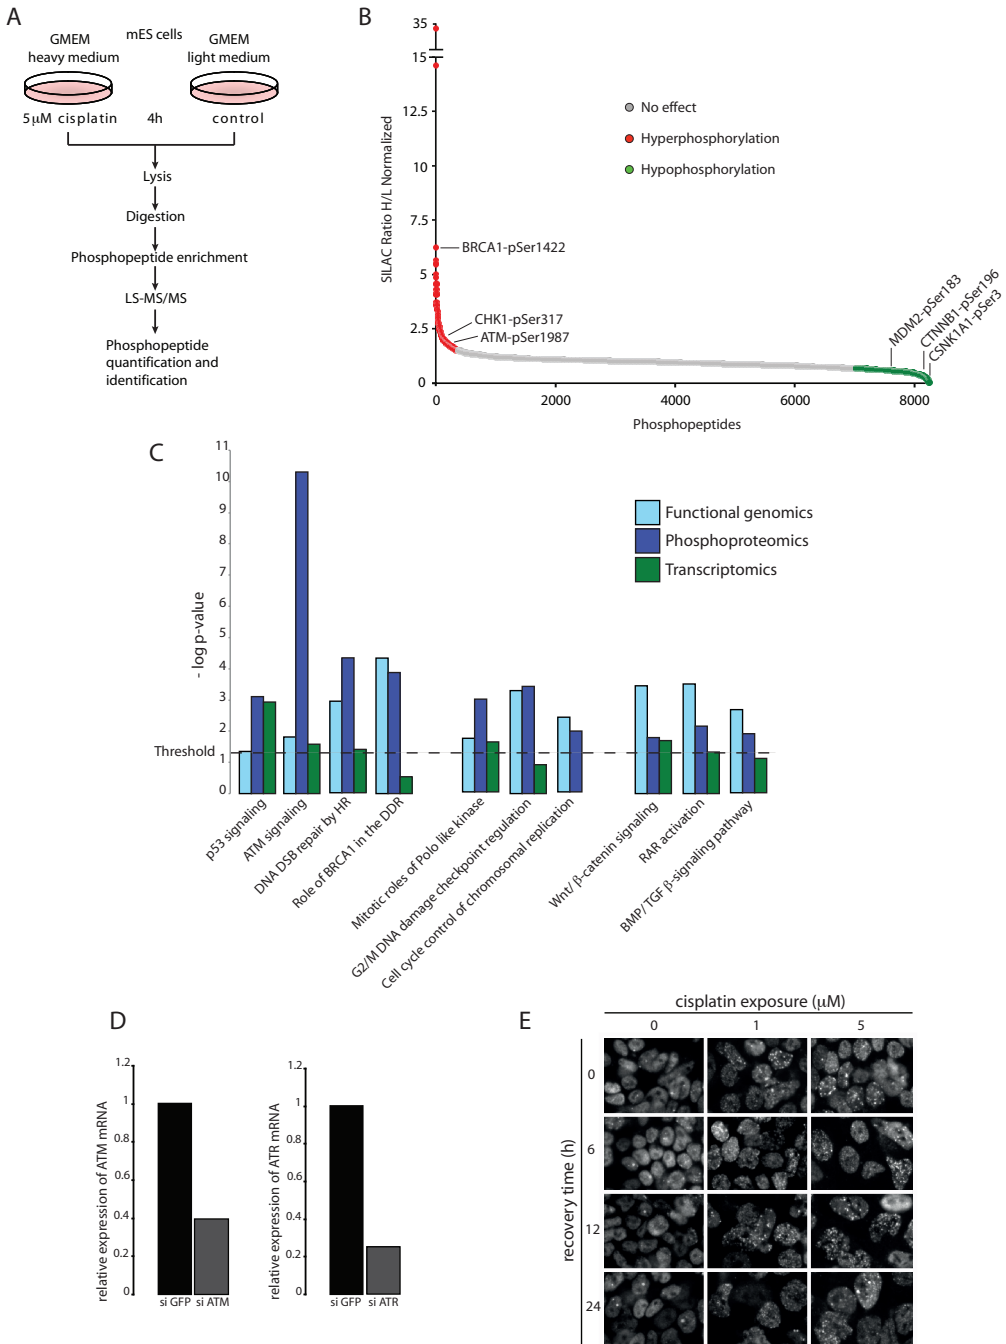 A
mES cells
GMEM
heavy medium
GMEM
light medium
5μM cisplatin
4h
control
Lysis
Digestion
Phosphopeptide enrichment
LS-MS/MS
Phosphopeptide
quantification and
identification
B
SILAC Ratio H/L Normalized
35
15
12.5
10
7.5
5
2.5
0
0
2000
4000
6000
8000
Phosphopeptides
No effect
Hyperphosphorylation
Hypophosphorylation
BRCA1-pSer1422
CHK1-pSer317
ATM-pSer1987
MDM2-pSer183
CTNNB1-pSer196
CSNK1A1-pSer3
C
- log p-value
11
10
9
8
7
6
5
4
3
2
1
0
Threshold
Functional genomics
Phosphoproteomics
Transcriptomics
p53 signaling
ATM signaling
DNA DSB repair by HR
Role of BRCA1 in the DDR
Mitotic roles of Polo like kinase
G2/M DNA damage checkpoint regulation
Cell cycle control of chromosomal replication
Wnt/ β-catenin signaling
RAR activation
BMP/TGF β-signaling pathway
D
relative expression of ATM mRNA
1.2
1
0.8
0.6
0.4
0.2
0
si GFP si ATM
relative expression of ATR mRNA
1.2
1
0.8
0.6
0.4
0.2
0
si GFP si ATR
E
cisplatin exposure (μM)
0 1 5
recovery time (h)
0
6
12
24